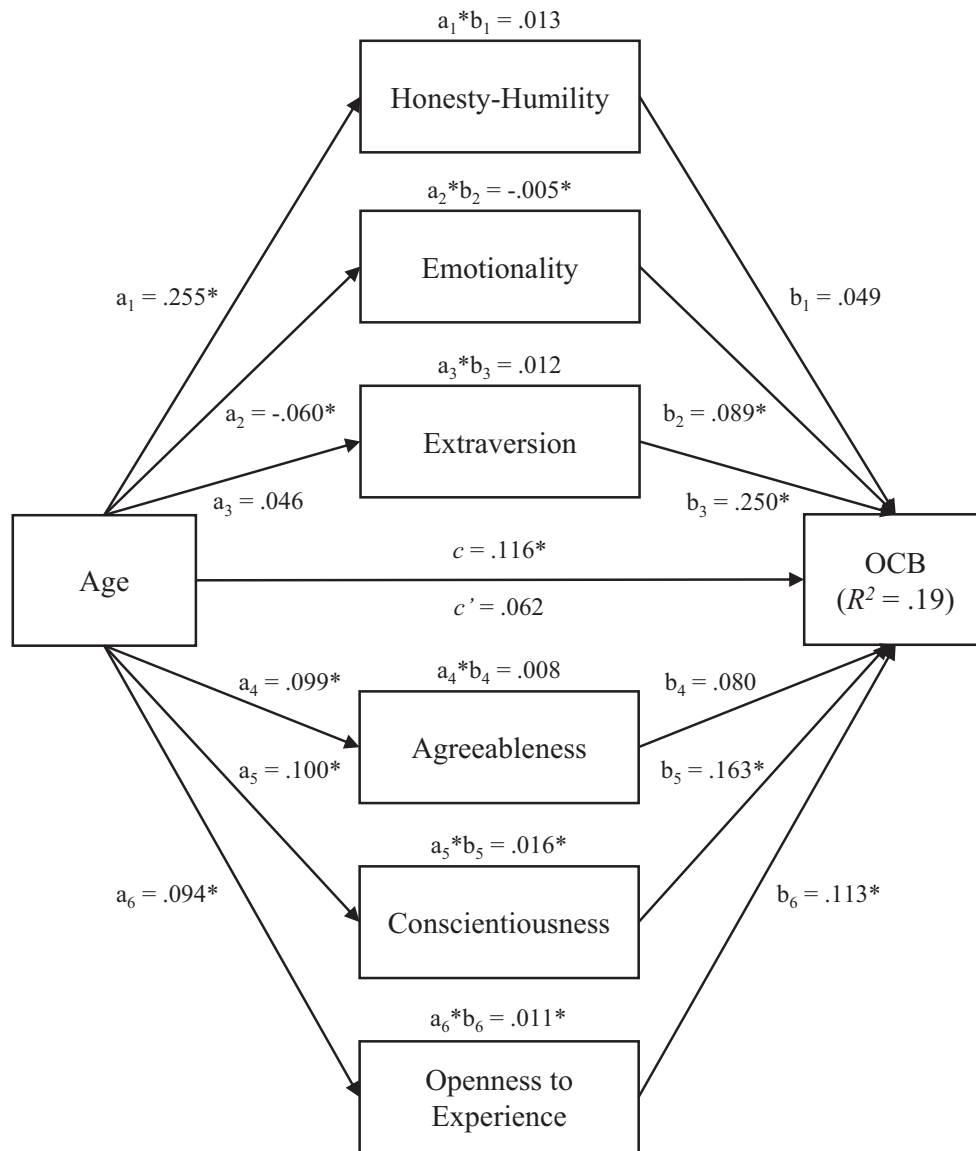 a₁*b₁ = .013
Honesty-Humility
a₂*b₂ = -.005*
Emotionality
a₁ = .255*
b₁ = .049
a₃*b₃ = .012
a₂ = -.060*
b₂ = .089*
Extraversion
a₃ = .046
b₃ = .250*
Age
c = .116*
c’ = .062
OCB
(R² = .19)
a₄ = .099*
a₄*b₄ = .008
b₄ = .080
Agreeableness
a₅ = .100*
b₅ = .163*
a₅*b₅ = .016*
a₆ = .094*
b₆ = .113*
Conscientiousness
a₆*b₆ = .011*
Openness to
Experience